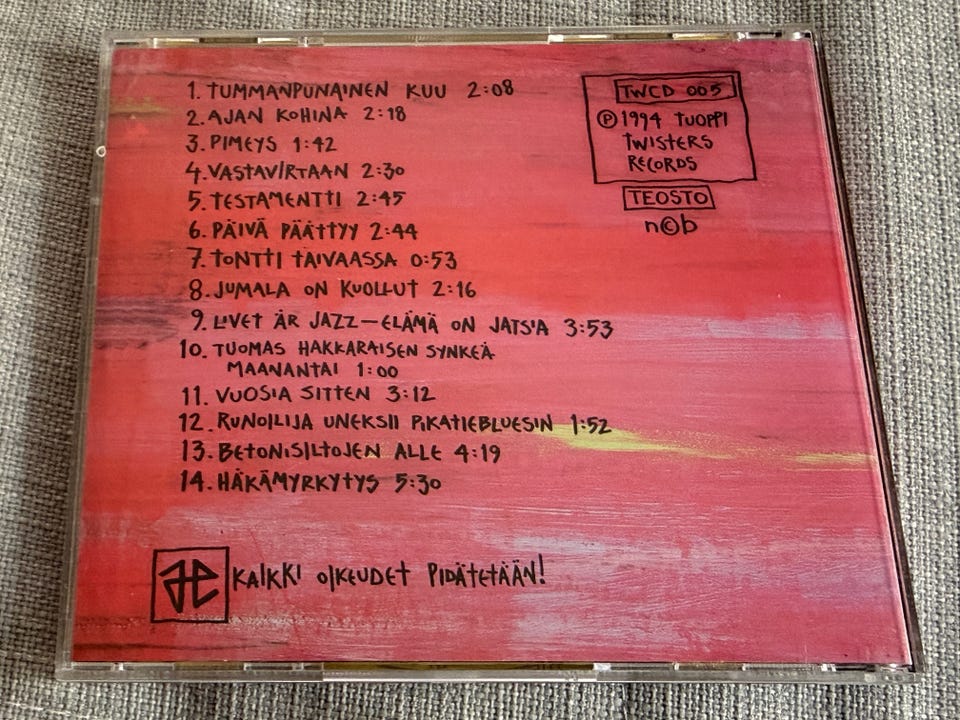 1. TUMMANPUNAINEN KUU 2:08
2. AJAN KOHINA 2:18
3. PIMEYS 1:42
4. VASTAVIRTAAN 2:30
5. TESTAMENTTI 2:45
6. PÄIVÄ PÄÄTTYY 2:44
7. TONTTI TAIVAASSA 0:53
8. JUMALA ON KUOLLUT 2:16
9. LIVET ÄR JAZZ–ELÄMÄ ON JATSIA 3:53
10. TUOMAS HAKKARAISEN SYNKEÄ
MAANANTAI 1:00
11. VUOSIA SITTEN 3:12
12. RUNOILIJA UNEKSII PIKATIEBLUESIN 1:52
13. BETONISILTOJEN ALLE 4:19
14. HÄKÄMYRKYTYS 5:30
TWCD 005
℗ 1994 TUOPPI
TWISTERS
RECORDS
TEOSTO
n©b
KAIKKI OIKEUDET PIDÄTETÄÄN!